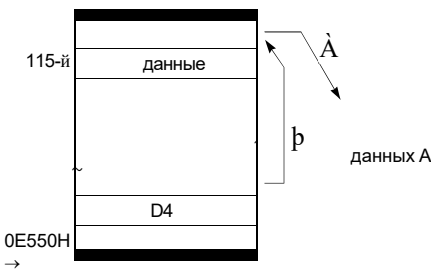 À
115-й
данные
þ
данных А
~
D4
0E550H
→